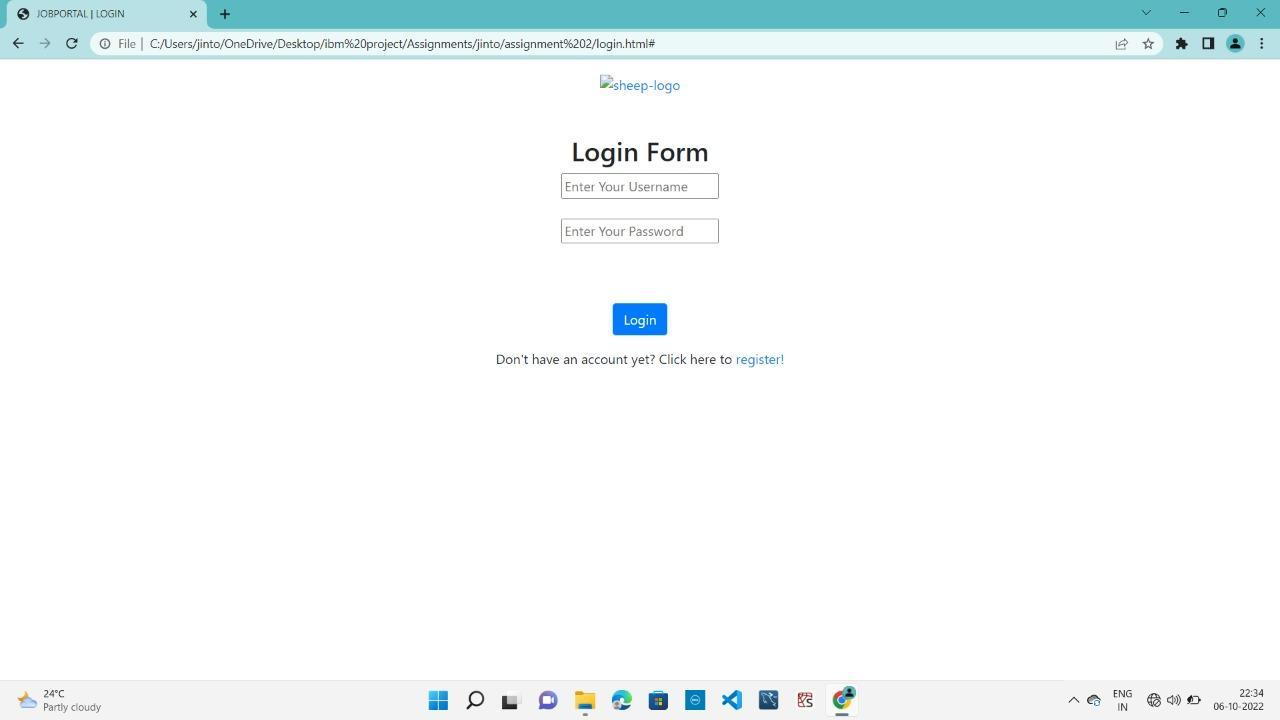 JOBPORTAL | LOGIN
File | C:/Users/jinto/OneDrive/Desktop/ibm%20project/Assignments/jinto/assignment%202/login.html#
sheep-logo
Login Form
Enter Your Username
Enter Your Password
Login
Don't have an account yet? Click here to register!
24°C
Partly cloudy
ENG
IN
22:34
06-10-2022